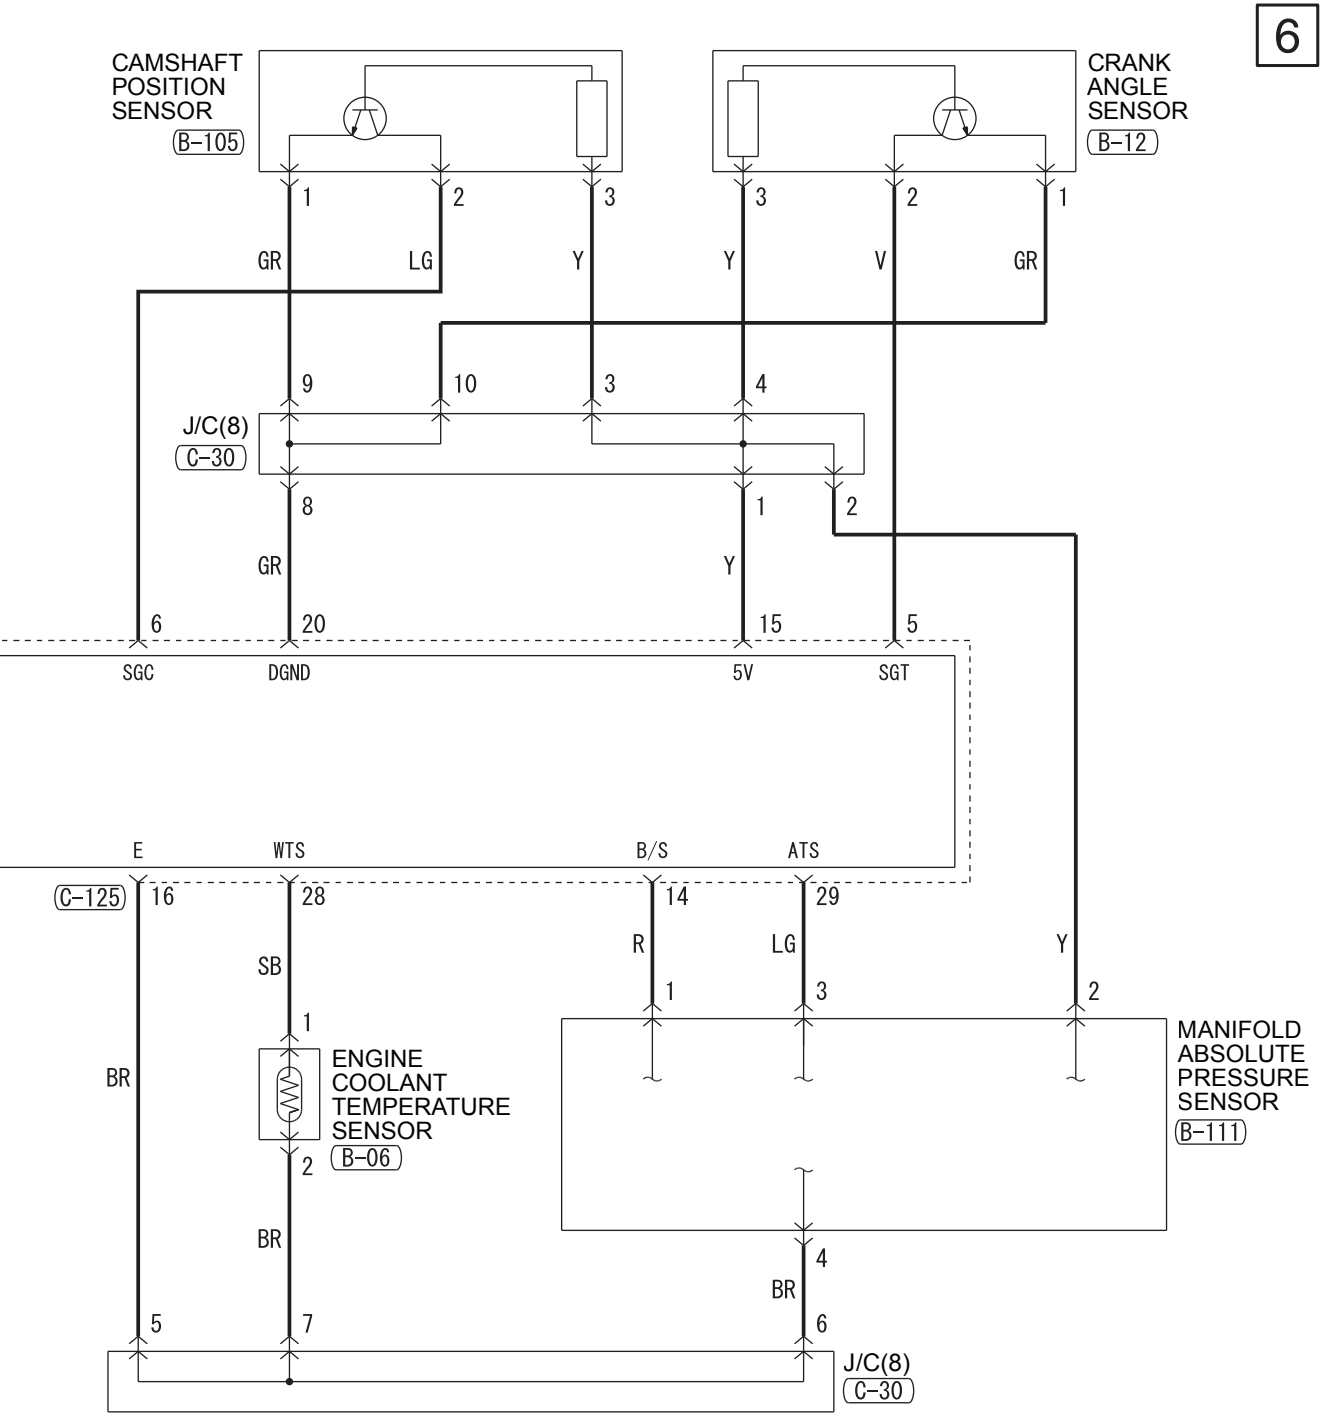 6
CAMSHAFT
POSITION
SENSOR
B-105
CRANK
ANGLE
SENSOR
B-12
1 2 3 3 2 1
GR LG Y Y V GR
9 10 3 4
J/C(8)
C-30
8 1 2
GR Y
6 20 15 5
SGC DGND 5V SGT
E WTS B/S ATS
C-125 16 28 14 29
R LG Y
SB
1 3 2
1
MANIFOLD
ABSOLUTE
PRESSURE
SENSOR
B-111
ENGINE
COOLANT
TEMPERATURE
SENSOR
B-06
BR
2
BR
4
BR
5 7 6
J/C(8)
C-30